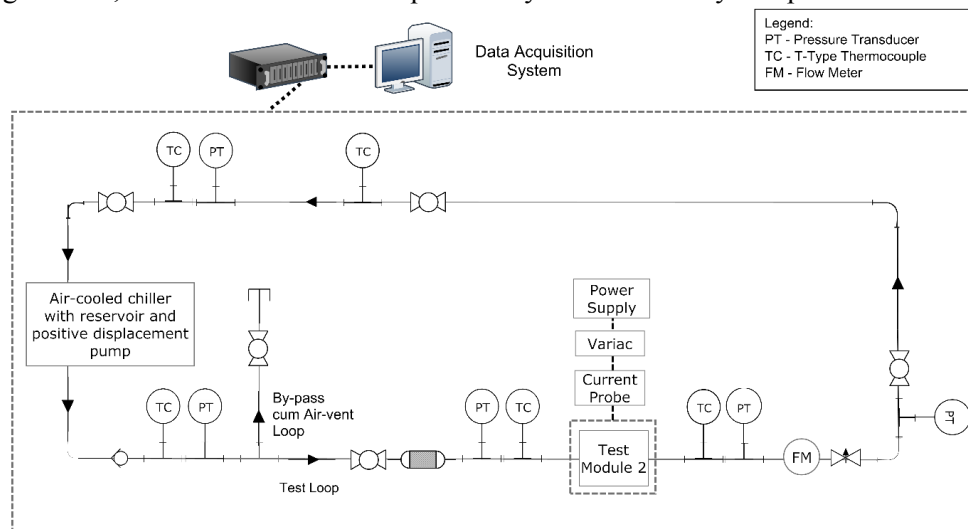 Data Acquisition
System
Legend:
PT - Pressure Transducer
TC - T-Type Thermocouple
FM - Flow Meter
TC
PT
TC
Air-cooled chiller
with reservoir and
positive displacement
pump
Power
Supply
Variac
Current
Probe
By-pass
cum Air-vent
Loop
TC
PT
PT
TC
Test
Module 2
TC
PT
FM
PT
Test Loop